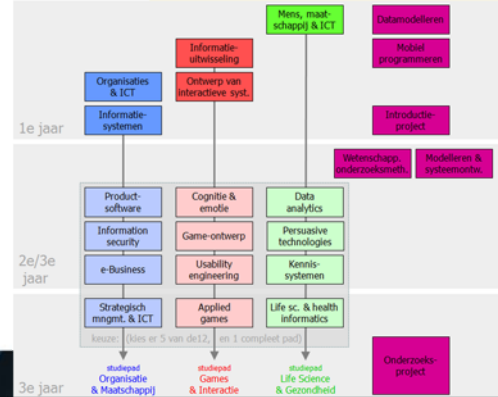 Mens, maat-
schappij & ICT
Datamodelleren
Informatie-
uitwisseling
Mobiel
programmeren
Organisaties
& ICT
Ontwerp van
interactieve syst.
1e jaar
Informatie-
systemen
Introductie-
project
Wetenschapp.
onderzoeksmeth.
Modelleren &
systeemontw.
Product-
software
Cognitie &
emotie
Data
analytics
Information
security
Game-ontwerp
Persuasive
technologies
2e/3e
jaar
e-Business
Usability
engineering
Kennis-
systemen
Strategisch
mngmt. & ICT
Applied
games
Life sc. & health
informatics
keuze: (kies er 5 van de12, en 1 compleet pad)
Onderzoeks-
project
3e jaar
studiepad
Organisatie
& Maatschappij
studiepad
Games
& Interactie
studiepad
Life Science
& Gezondheid